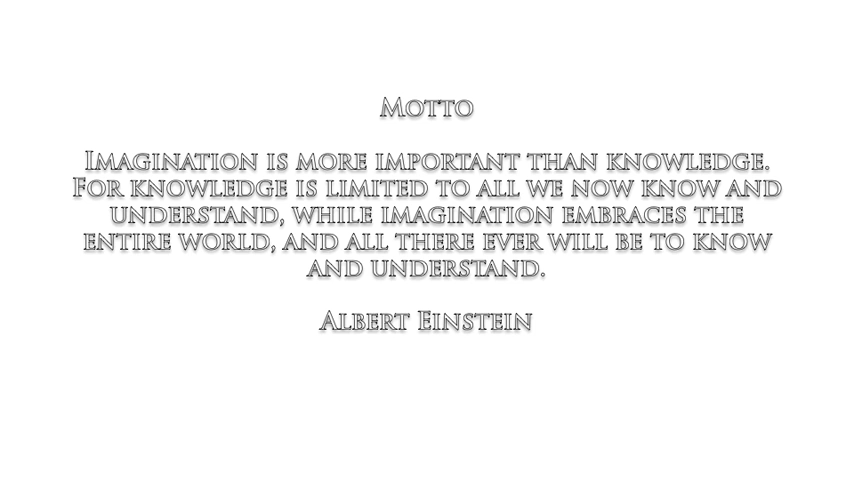 Motto
Imagination is more important than knowledge.
For knowledge is limited to all we now know and
understand, while imagination embraces the
entire world, and all there ever will be to know
and understand.
Albert Einstein